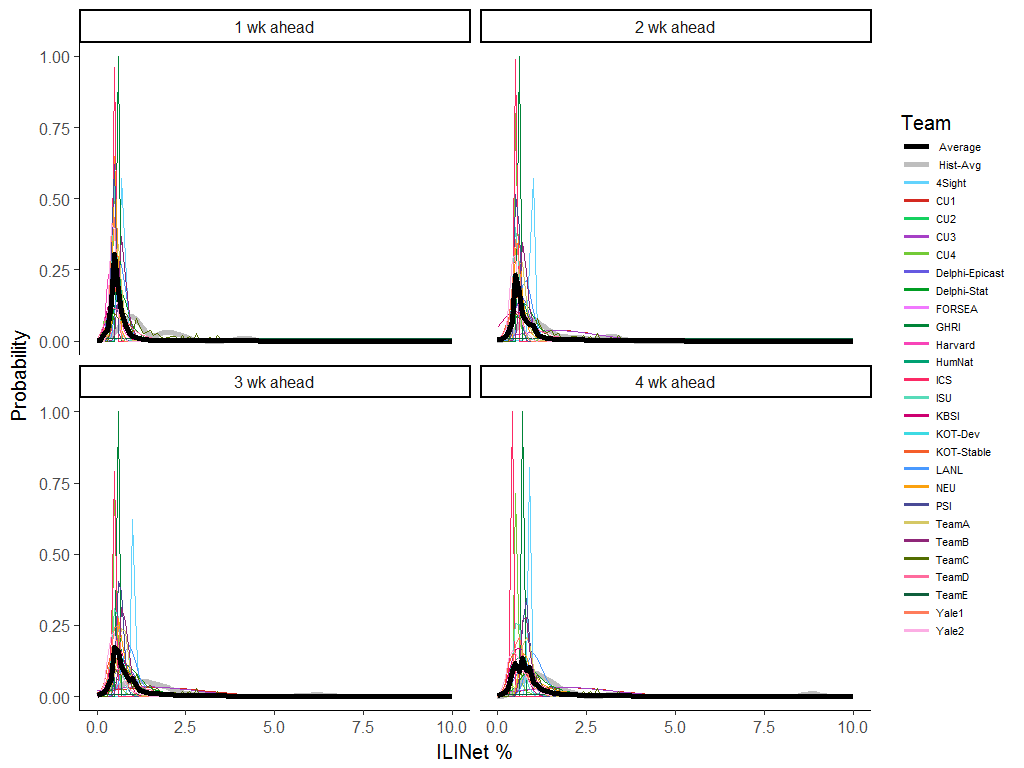 1 wk ahead
2 wk ahead
1.00
0.75
0.50
0.25
0.00
3 wk ahead
4 wk ahead
1.00
0.75
0.50
0.25
0.00
0.0
2.5
5.0
7.5
10.0
0.0
2.5
5.0
7.5
10.0
Probability
ILINet %
Team
Average
Hist-Avg
4Sight
CU1
CU2
CU3
CU4
Delphi-Epicast
Delphi-Stat
FORSEA
GHRI
Harvard
HumNat
ICS
ISU
KBSI
KOT-Dev
KOT-Stable
LANL
NEU
PSI
TeamA
TeamB
TeamC
TeamD
TeamE
Yale1
Yale2